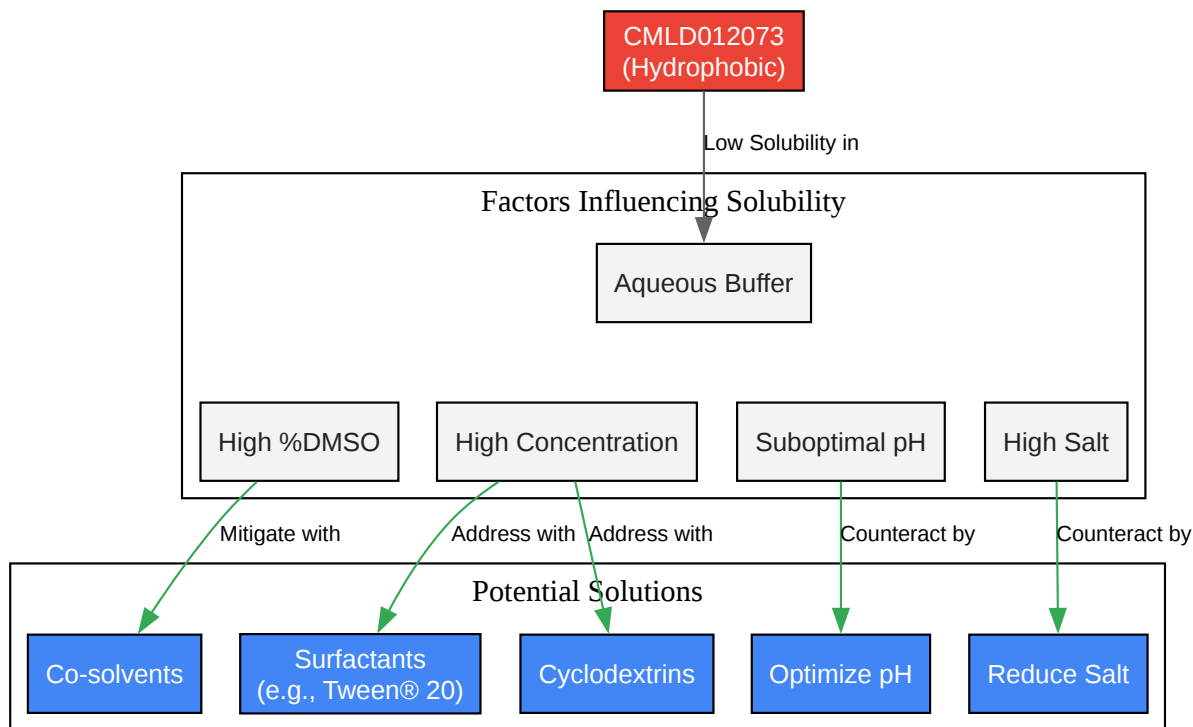 CMLD012073
(Hydrophobic)
Low Solubility in
Factors Influencing Solubility
Aqueous Buffer
High %DMSO
High Concentration
Suboptimal pH
High Salt
Mitigate with
Address with
Address with
Counteract by
Counteract by
Potential Solutions
Co-solvents
Surfactants
(e.g., Tween® 20)
Cyclodextrins
Optimize pH
Reduce Salt